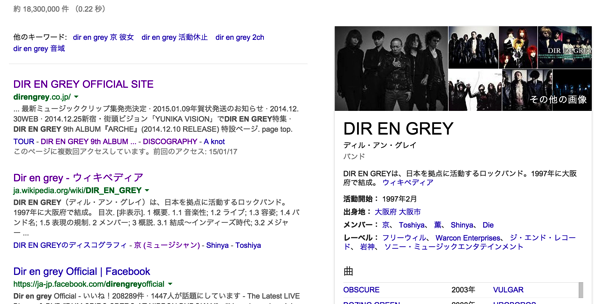 約 18,300,000 件 （0.22 秒）
他のキーワード: dir en grey 京 彼女 dir en grey 活動休止 dir en grey 2ch
dir en grey 音域
DIR EN GREY OFFICIAL SITE
direngrey.co.jp/
... 最新ミュージッククリップ集発売決定 · 2015.01.09年賀状発送のお知らせ · 2014.12.
30WEB · 2014.12.25新宿・街頭ビジョン「YUNIKA VISION」でDIR EN GREY特集 ·
DIR EN GREY 9th ALBUM『ARCHE』(2014.12.10 RELEASE) 特設ページ. page top.
TOUR - DIR EN GREY 9th ALBUM ... - DISCOGRAPHY - A knot
このページに複数回アクセスしています。前回のアクセス: 15/01/17
Dir en grey - ウィキペディア
ja.wikipedia.org/wiki/DIR_EN_GREY
DIR EN GREY（ディル・アン・グレイ）は、日本を拠点に活動するロックバンド。
1997年に大阪府で結成。 目次. [非表示]. 1 概要. 1.1 音楽性; 1.2 ライブ; 1.3 容姿; 1.4 バ
ンド名; 1.5 表現の規制. 2 メンバー; 3 概説. 3.1 結成〜インディーズ時代; 3.2 メジャ
ー ...
DIR EN GREYのディスコグラフィ - 京 (ミュージシャン) - Shinya - Toshiya
Dir en grey Official | Facebook
https://ja-jp.facebook.com/direngreyofficial
Dir en grey Official - いいね！208289件 · 1447人が話題にしています - The Latest LIVE
その他の画像
DIR EN GREY
ディル・アン・グレイ
バンド
DIR EN GREYは、日本を拠点に活動するロックバンド。1997年に大阪
府で結成。 ウィキペディア
活動開始： 1997年2月
出身地： 大阪府 大阪市
メンバー： 京、 Toshiya、 薫、 Shinya、 Die
レーベル： フリーウィル、 Warcon Enterprises、 ジ・エンド・レコー
ド、 岩神、 ソニー・ミュージックエンタテインメント
曲
OBSCURE 2003年 VULGAR